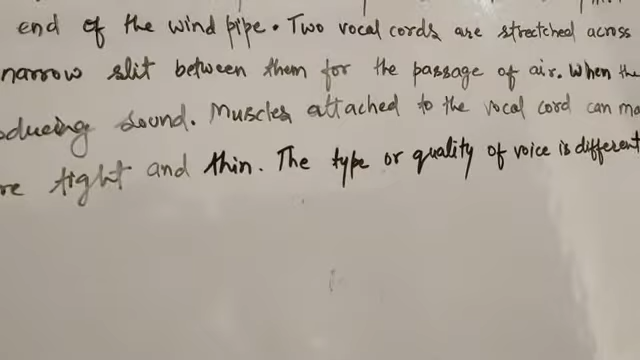 end of the wind pipe. Two vocal cords are stretched across
narrow slit between them for the passage of air. When the
oducing sound. Muscles attached to the vocal cord can ma
re tight and thin. The type or quality of voice is different